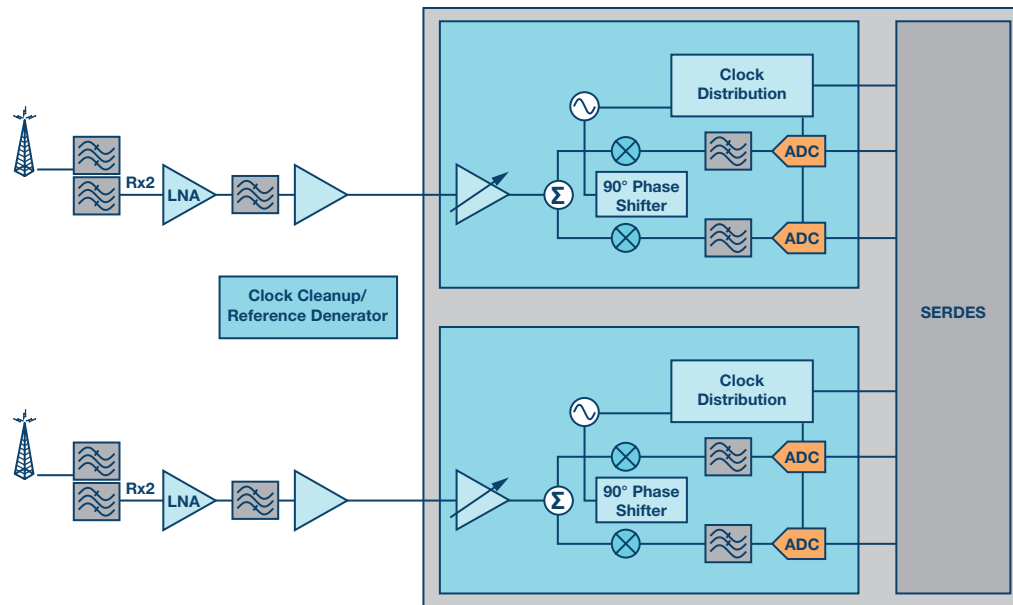 Clock
Distribution
Rx2
LNA
Σ
90° Phase
Shifter
ADC
ADC
Clock Cleanup/
Reference Denerator
SERDES
Clock
Distribution
Rx2
LNA
Σ
90° Phase
Shifter
ADC
ADC